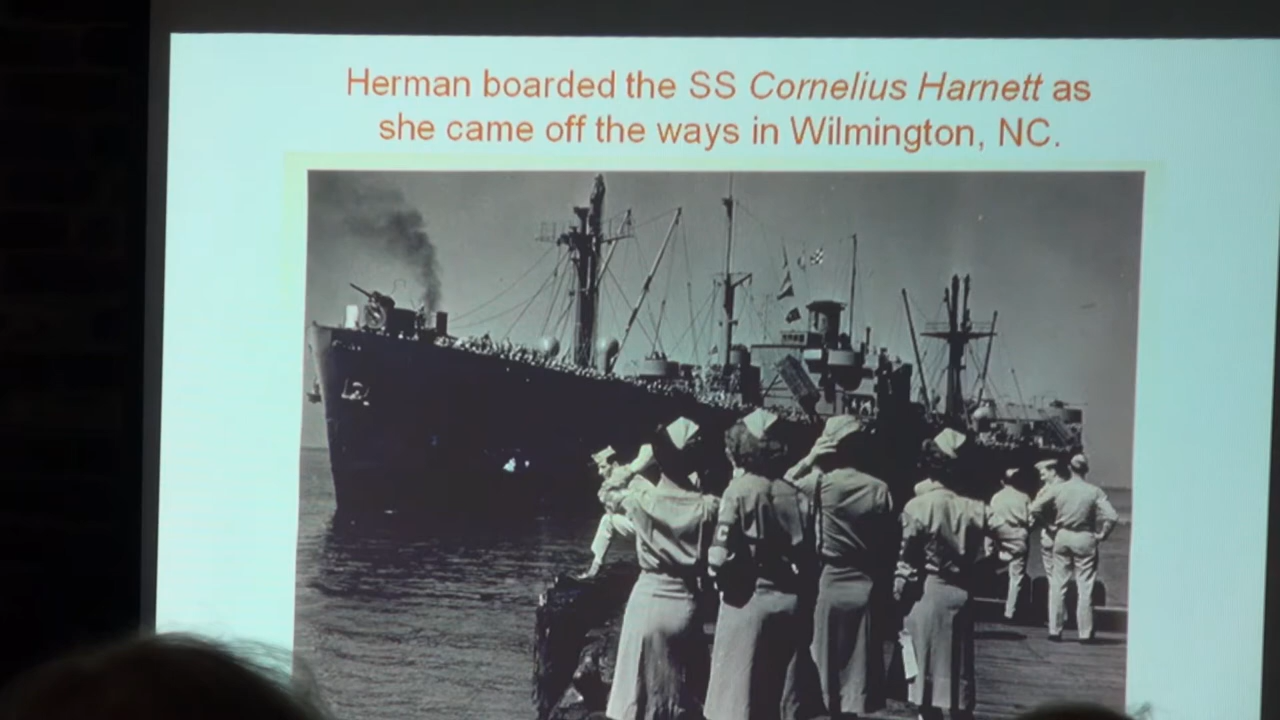 Herman boarded the SS Cornelius Harnett as
she came off the ways in Wilmington, NC.